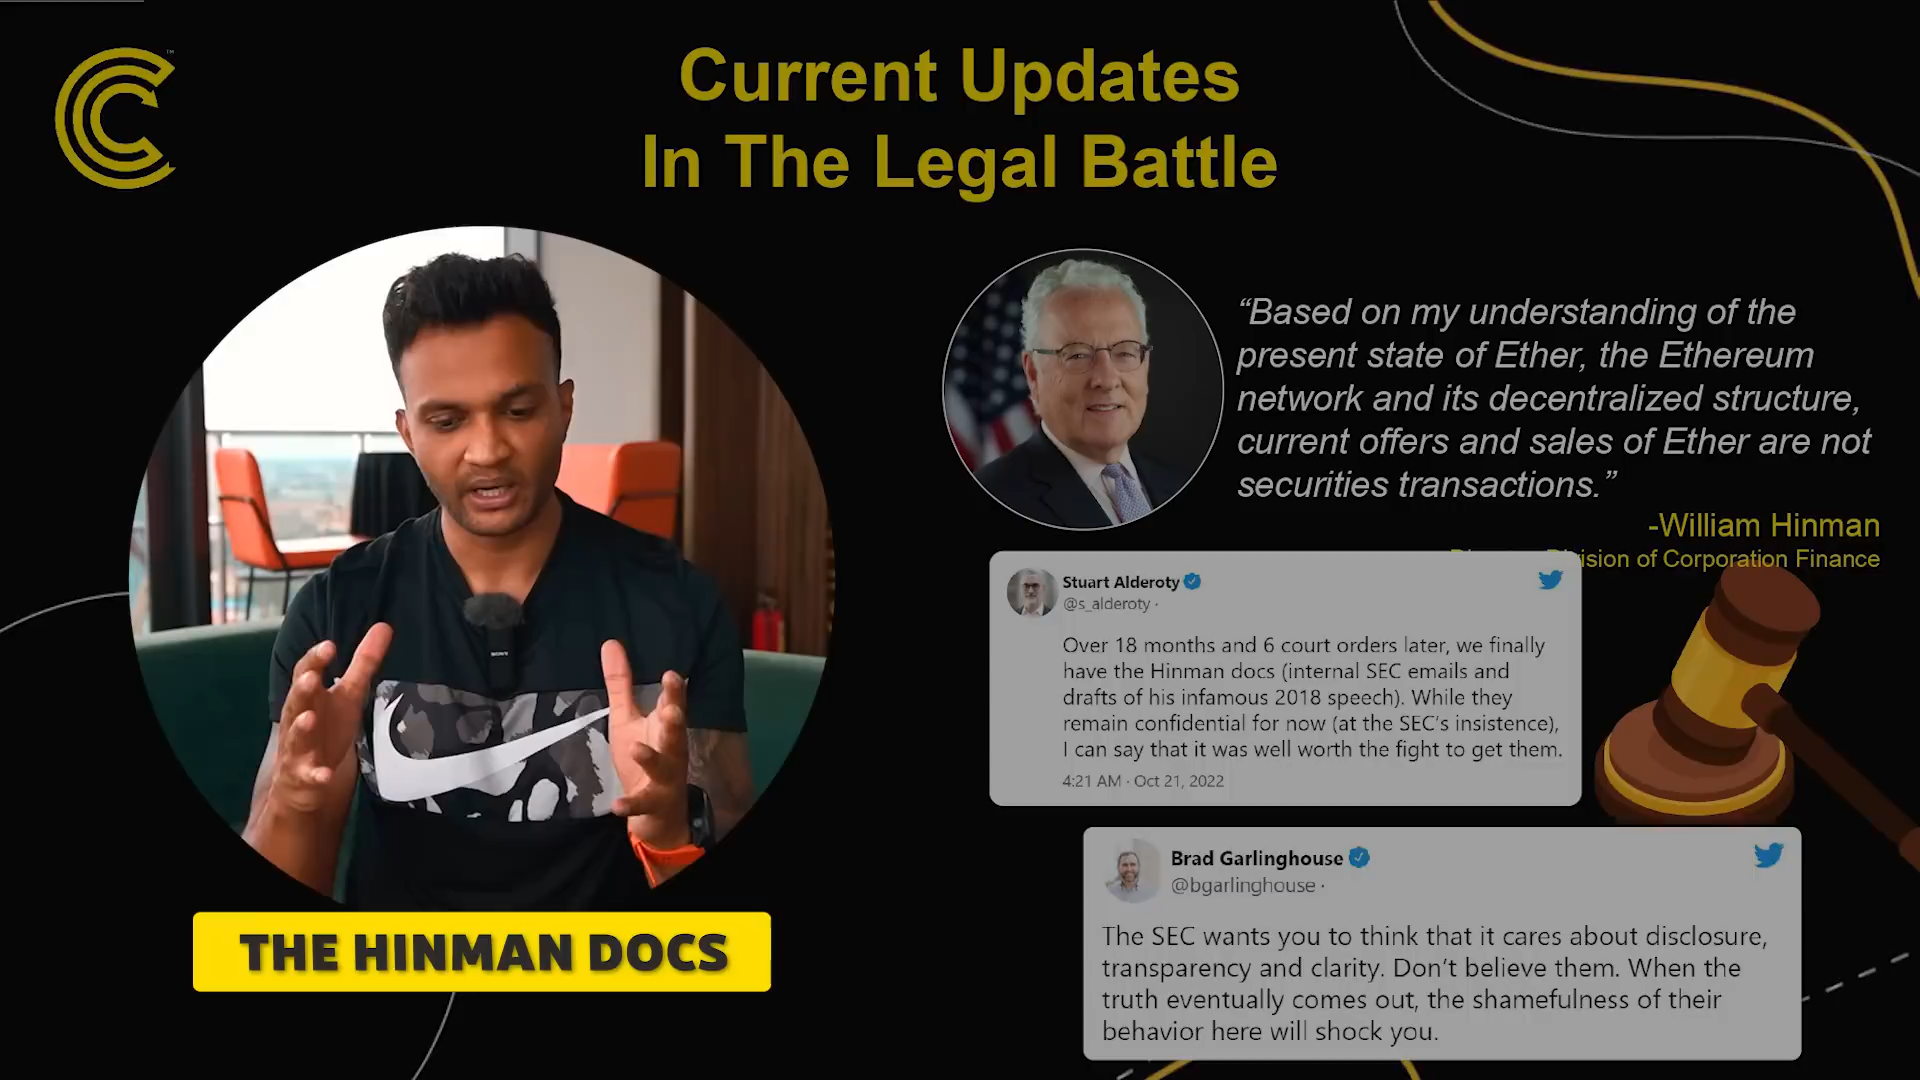 Current Updates
In The Legal Battle
“Based on my understanding of the
present state of Ether, the Ethereum
network and its decentralized structure,
current offers and sales of Ether are not
securities transactions.”
-William Hinman
of Corporation Finance
Stuart Alderoty
@s_alderoty ·
Over 18 months and 6 court orders later, we finally
have the Hinman docs (internal SEC emails and
drafts of his infamous 2018 speech). While they
remain confidential for now (at the SEC's insistence),
I can say that it was well worth the fight to get them.
4:21 AM · Oct 21, 2022
Brad Garlinghouse
@bgarlinghouse ·
The SEC wants you to think that it cares about disclosure,
transparency and clarity. Don't believe them. When the
truth eventually comes out, the shamefulness of their
behavior here will shock you.
SONY
THE HINMAN DOCS